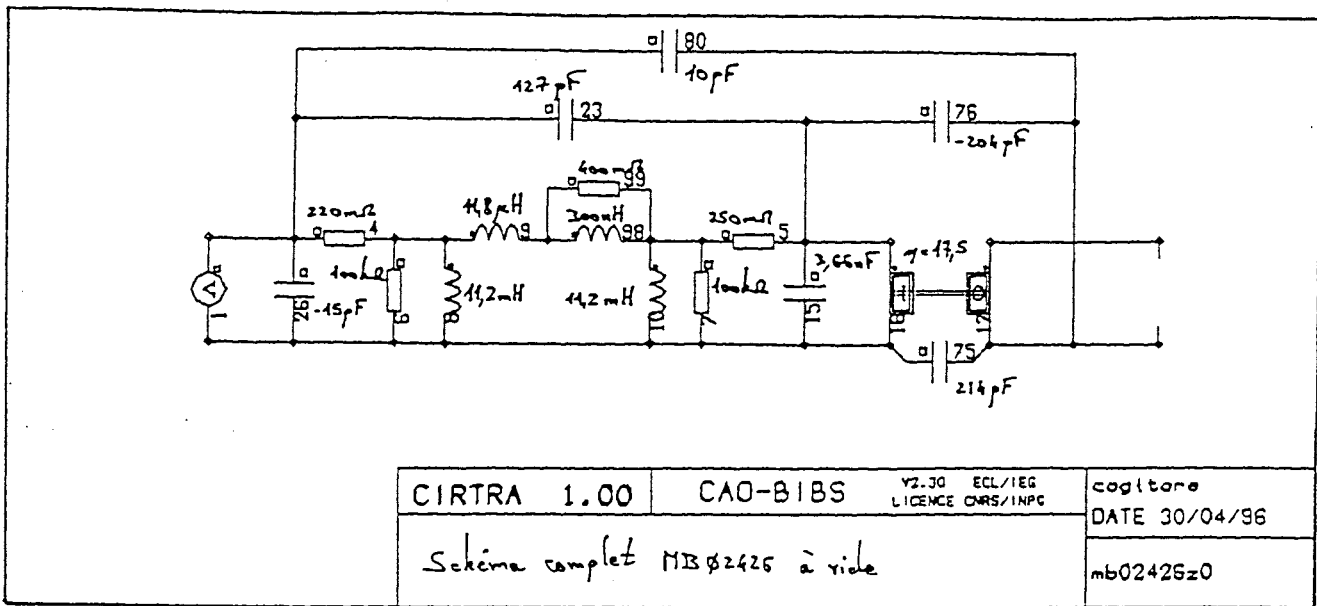 80
10pF
127pF
23
76
-204pF
400mΩ
99
220mΩ
4
11,8µH
9
300nH
98
250mΩ
5
3,66nF
η=17,5
A
1
26
-15pF
100kΩ
6
11,2mH
8
11,2mH
10
100kΩ
7
15
16
17
75
214pF
CIRTRA 1.00
CAO-BIBS
V2.30 ECL/IEG
LICENCE CNRS/INPG
cogitore
DATE 30/04/96
Schéma complet MBØ2426 à vide
mb02426z0